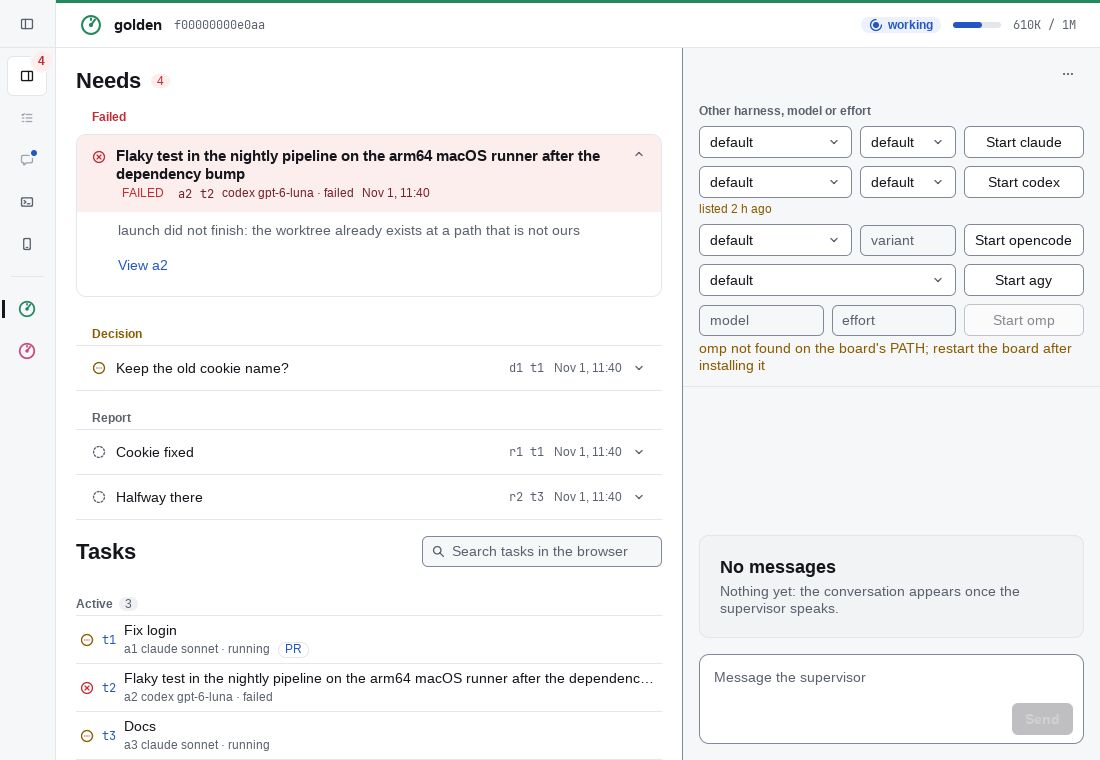 golden f00000000e0aa
working 610K / 1M
4
Needs 4
Failed
Flaky test in the nightly pipeline on the arm64 macOS runner after the
dependency bump
FAILED a2 t2 codex gpt-6-luna · failed Nov 1, 11:40
launch did not finish: the worktree already exists at a path that is not ours
View a2
Decision
Keep the old cookie name? d1 t1 Nov 1, 11:40
Report
Cookie fixed r1 t1 Nov 1, 11:40
Halfway there r2 t3 Nov 1, 11:40
Tasks
Search tasks in the browser
Active 3
t1 Fix login
a1 claude sonnet · running PR
t2 Flaky test in the nightly pipeline on the arm64 macOS runner after the dependenc...
a2 codex gpt-6-luna · failed
t3 Docs
a3 claude sonnet · running
Other harness, model or effort
default default Start claude
default default Start codex
listed 2 h ago
default variant Start opencode
default Start agy
model effort Start omp
omp not found on the board's PATH; restart the board after
installing it
No messages
Nothing yet: the conversation appears once the
supervisor speaks.
Message the supervisor
Send